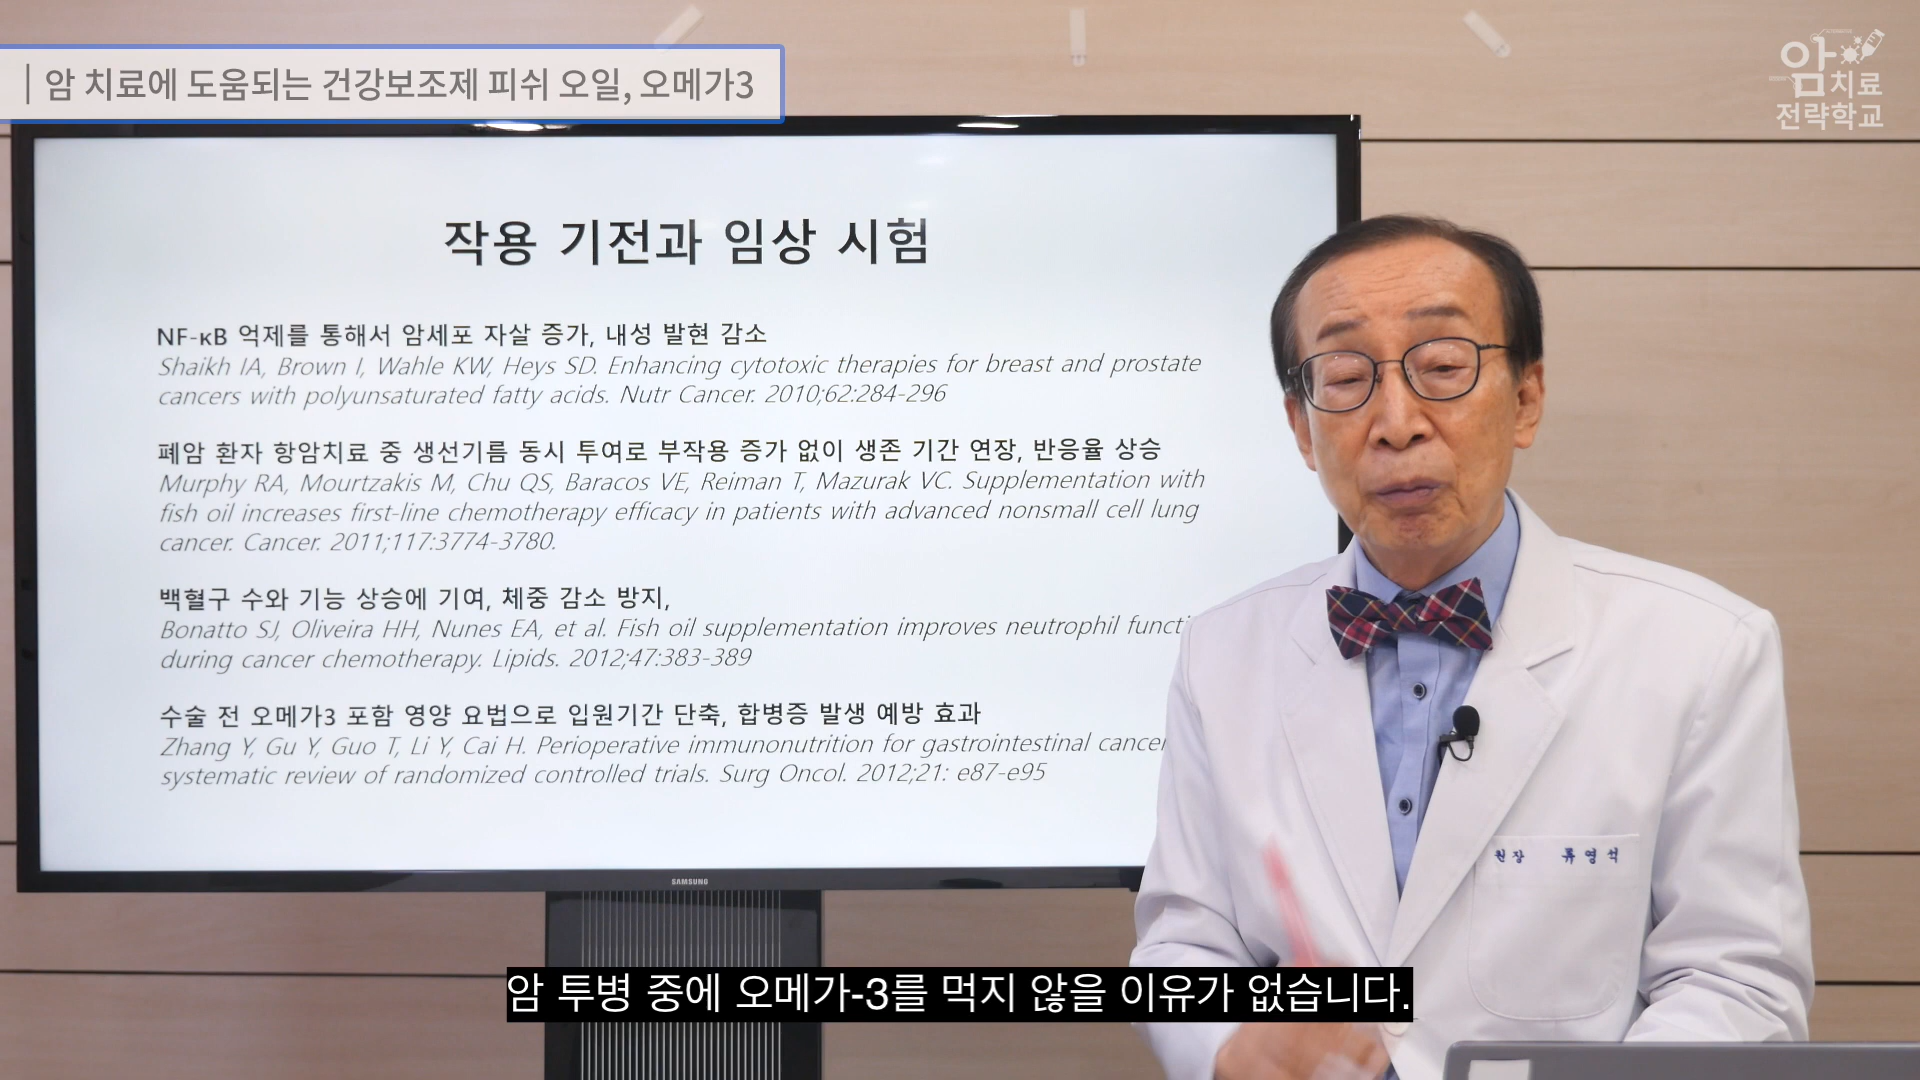 | 암 치료에 도움되는 건강보조제 피쉬 오일, 오메가3
암치료
전략학교
작용 기전과 임상 시험
NF-κB 억제를 통해서 암세포 자살 증가, 내성 발현 감소
Shaikh IA, Brown I, Wahle KW, Heys SD. Enhancing cytotoxic therapies for breast and prostate
cancers with polyunsaturated fatty acids. Nutr Cancer. 2010;62:284-296
폐암 환자 항암치료 중 생선기름 동시 투여로 부작용 증가 없이 생존 기간 연장, 반응율 상승
Murphy RA, Mourtzakis M, Chu QS, Baracos VE, Reiman T, Mazurak VC. Supplementation with
fish oil increases first-line chemotherapy efficacy in patients with advanced nonsmall cell lung
cancer. Cancer. 2011;117:3774-3780.
백혈구 수와 기능 상승에 기여, 체중 감소 방지,
Bonatto SJ, Oliveira HH, Nunes EA, et al. Fish oil supplementation improves neutrophil functi
during cancer chemotherapy. Lipids. 2012;47:383-389
수술 전 오메가3 포함 영양 요법으로 입원기간 단축, 합병증 발생 예방 효과
Zhang Y, Gu Y, Guo T, Li Y, Cai H. Perioperative immunonutrition for gastrointestinal cancer
systematic review of randomized controlled trials. Surg Oncol. 2012;21: e87-e95
SAMSUNG
원장 류영석
암 투병 중에 오메가-3를 먹지 않을 이유가 없습니다.